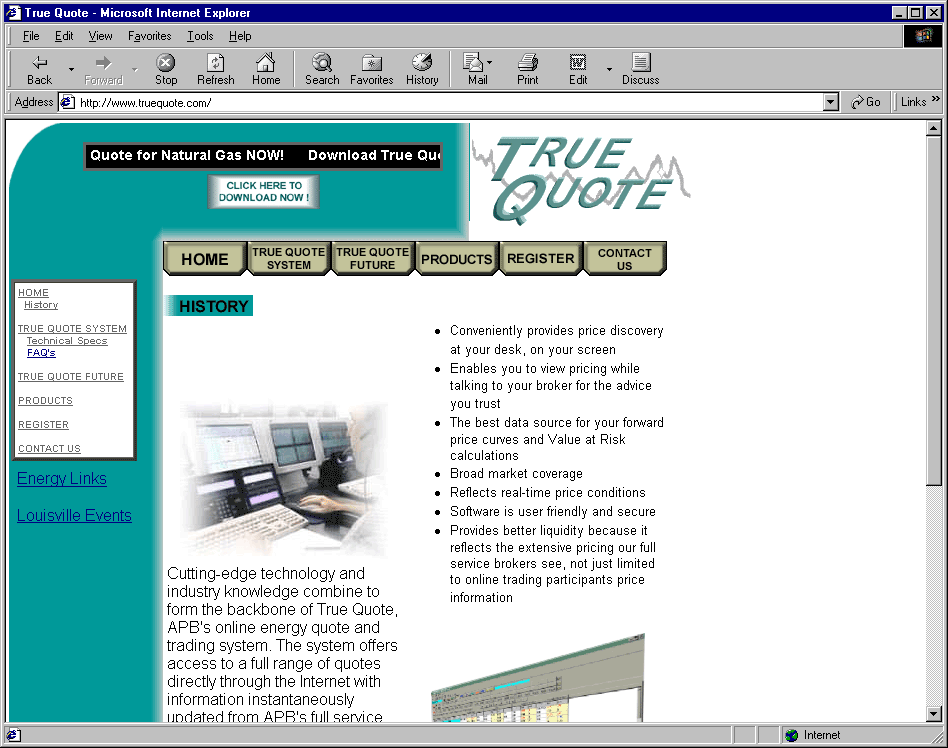 True Quote - Microsoft Internet Explorer
File Edit View Favorites Tools Help
Back Forward Stop Refresh Home Search Favorites History Mail Print Edit Discuss
Address http://www.truequote.com/ Go Links »
Quote for Natural Gas NOW! Download True Quo
CLICK HERE TO
DOWNLOAD NOW !
TRUE
QUOTE
HOME
TRUE QUOTE
SYSTEM
TRUE QUOTE
FUTURE
PRODUCTS
REGISTER
CONTACT
US
HOME
History
TRUE QUOTE SYSTEM
Technical Specs
FAQ's
TRUE QUOTE FUTURE
PRODUCTS
REGISTER
CONTACT US
Energy Links
Louisville Events
HISTORY
Cutting-edge technology and
industry knowledge combine to
form the backbone of True Quote,
APB's online energy quote and
trading system. The system offers
access to a full range of quotes
directly through the Internet with
information instantaneously
updated from APB's full service
• Conveniently provides price discovery
at your desk, on your screen
• Enables you to view pricing while
talking to your broker for the advice
you trust
• The best data source for your forward
price curves and Value at Risk
calculations
• Broad market coverage
• Reflects real-time price conditions
• Software is user friendly and secure
• Provides better liquidity because it
reflects the extensive pricing our full
service brokers see, not just limited
to online trading participants price
information
Internet